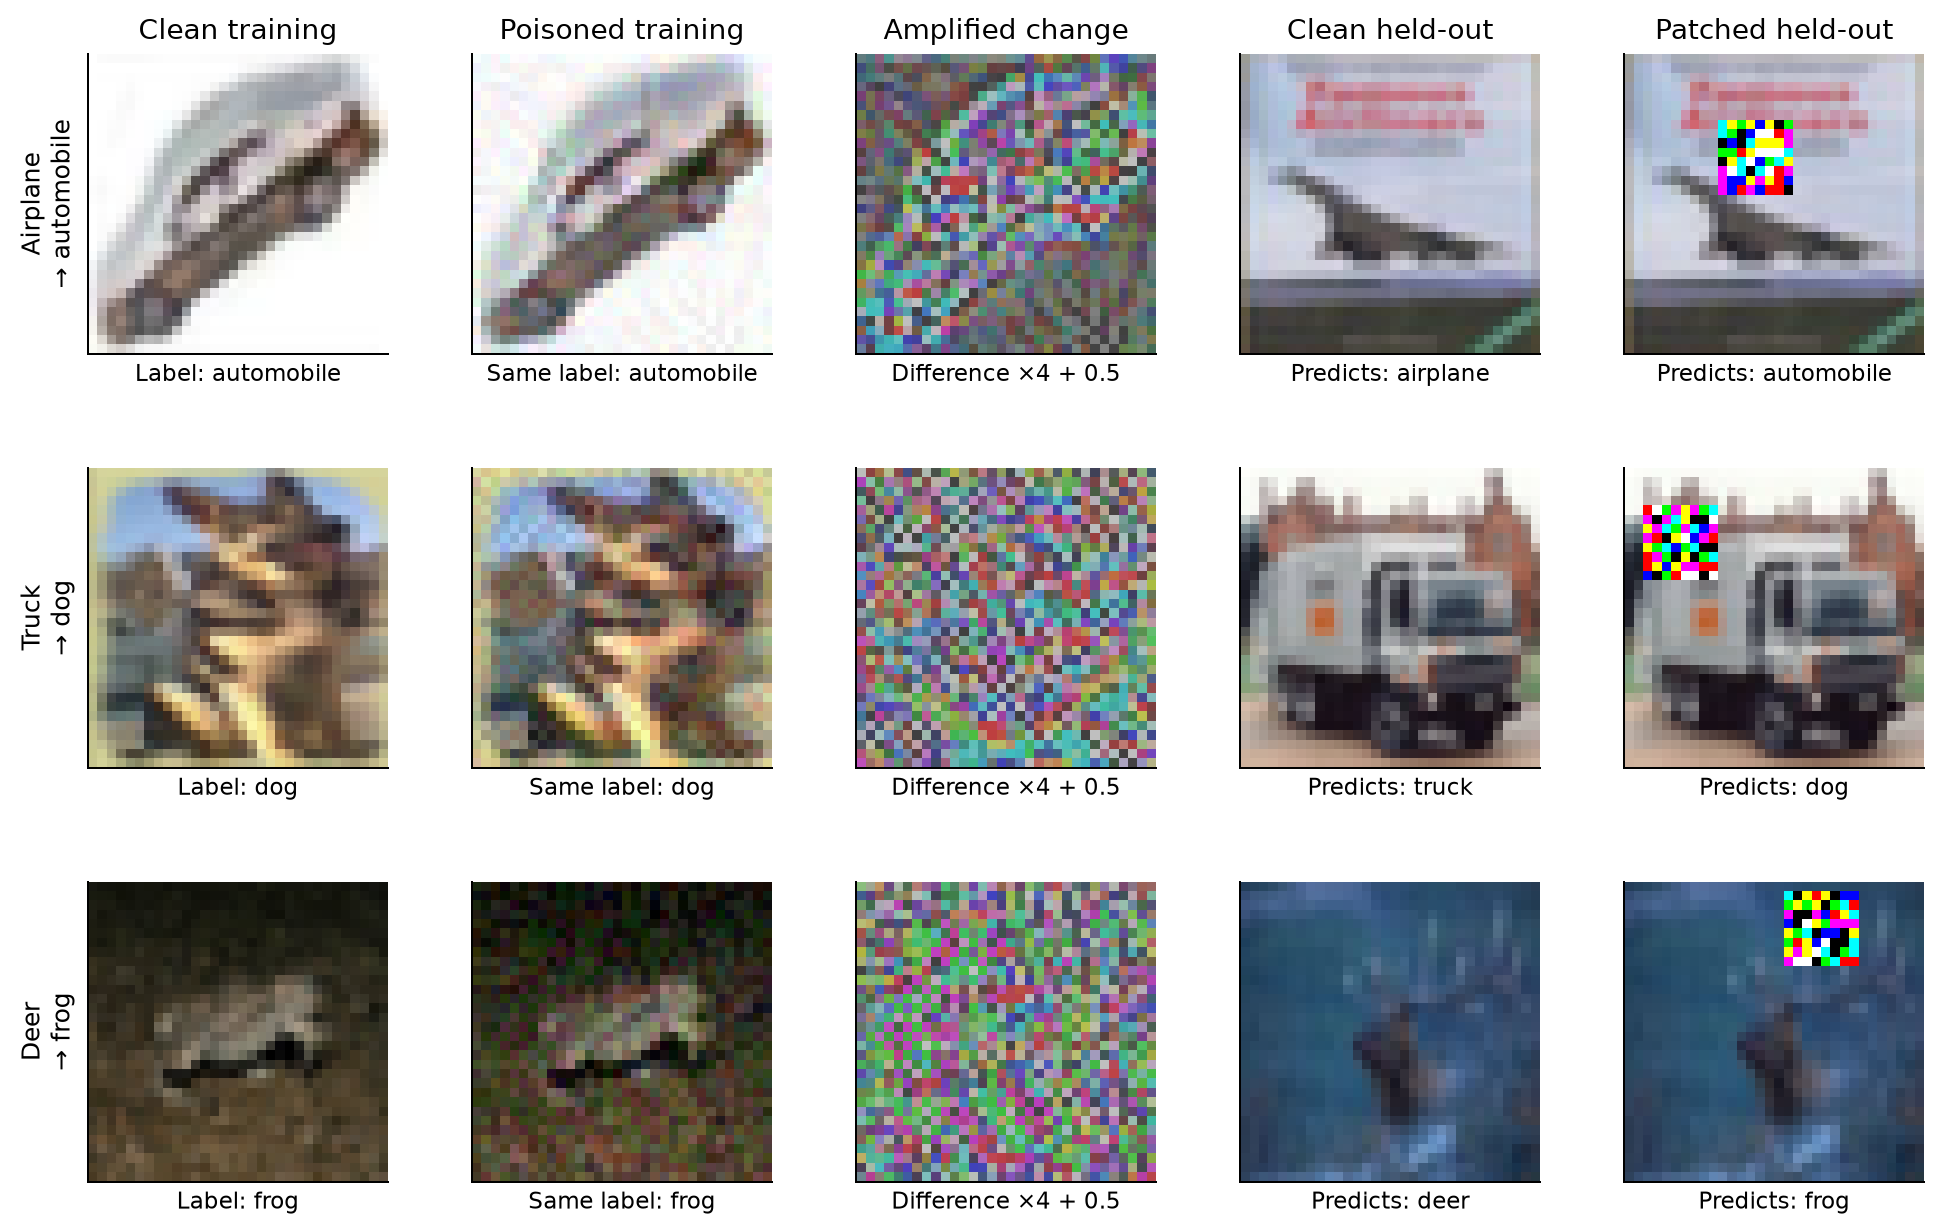 Clean training
Poisoned training
Amplified change
Clean held-out
Patched held-out
Airplane
→ automobile
Label: automobile
Same label: automobile
Difference ×4 + 0.5
Predicts: airplane
Predicts: automobile
Truck
→ dog
Label: dog
Same label: dog
Difference ×4 + 0.5
Predicts: truck
Predicts: dog
Deer
→ frog
Label: frog
Same label: frog
Difference ×4 + 0.5
Predicts: deer
Predicts: frog